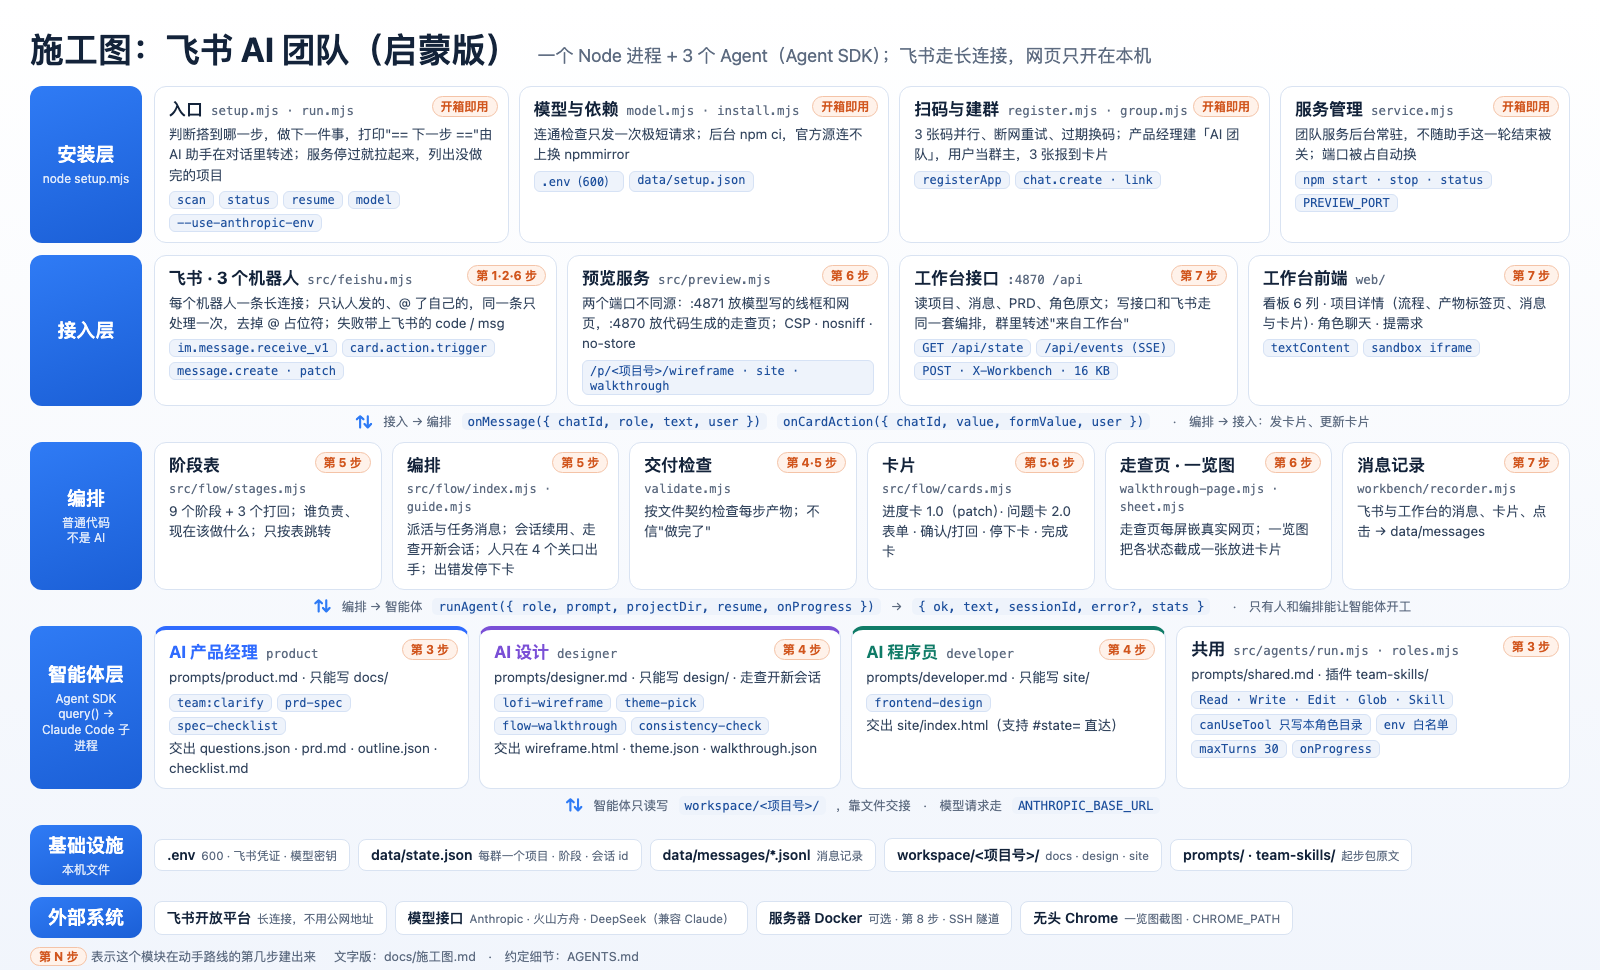 施工图：飞书 AI 团队（启蒙版）
一个 Node 进程 + 3 个 Agent（Agent SDK）；飞书走长连接，网页只开在本机
安装层
node setup.mjs
入口 setup.mjs · run.mjs
开箱即用
判断搭到哪一步，做下一件事，打印"== 下一步 =="由
AI 助手在对话里转述；服务停过就拉起来，列出没做
完的项目
scan
status
resume
model
--use-anthropic-env
模型与依赖 model.mjs · install.mjs
开箱即用
连通检查只发一次极短请求；后台 npm ci，官方源连不
上换 npmmirror
.env (600)
data/setup.json
扫码与建群 register.mjs · group.mjs
开箱即用
3 张码并行、断网重试、过期换码；产品经理建「AI 团
队」，用户当群主，3 张报到卡片
registerApp
chat.create · link
服务管理 service.mjs
开箱即用
团队服务后台常驻，不随助手这一轮结束被
关；端口被占自动换
npm start · stop · status
PREVIEW_PORT
接入层
飞书 · 3 个机器人 src/feishu.mjs
第 1·2·6 步
每个机器人一条长连接；只认人发的、@ 了自己的，同一条只
处理一次，去掉 @ 占位符；失败带上飞书的 code / msg
im.message.receive_v1
card.action.trigger
message.create · patch
预览服务 src/preview.mjs
第 6 步
两个端口不同源：:4871 放模型写的线框和网
页，:4870 放代码生成的走查页；CSP · nosniff ·
no-store
/p/<项目号>/wireframe · site ·
walkthrough
工作台接口 :4870 /api
第 7 步
读项目、消息、PRD、角色原文；写接口和飞书走
同一套编排，群里转述"来自工作台"
GET /api/state
/api/events (SSE)
POST · X-Workbench · 16 KB
工作台前端 web/
第 7 步
看板 6 列 · 项目详情（流程、产物标签页、消息
与卡片）· 角色聊天 · 提需求
textContent
sandbox iframe
接入 → 编排 onMessage({ chatId, role, text, user }) onCardAction({ chatId, value, formValue, user }) · 编排 → 接入：发卡片、更新卡片
编排
普通代码
不是 AI
阶段表
第 5 步
src/flow/stages.mjs
9 个阶段 + 3 个打回；谁负责、
现在该做什么；只按表跳转
编排
第 5 步
src/flow/index.mjs ·
guide.mjs
派活与任务消息；会话续用、走
查开新会话；人只在 4 个关口出
手；出错发停下卡
交付检查
第 4·5 步
validate.mjs
按文件契约检查每步产物；不
信"做完了"
卡片
第 5·6 步
src/flow/cards.mjs
进度卡 1.0（patch）· 问题卡 2.0
表单 · 确认/打回 · 停下卡 · 完成
卡
走查页 · 一览图
第 6 步
walkthrough-page.mjs ·
sheet.mjs
走查页每屏嵌真实网页；一览图
把各状态截成一张放进卡片
消息记录
第 7 步
workbench/recorder.mjs
飞书与工作台的消息、卡片、点
击 → data/messages
编排 → 智能体 runAgent({ role, prompt, projectDir, resume, onProgress }) → { ok, text, sessionId, error?, stats } · 只有人和编排能让智能体开工
智能体层
Agent SDK
query() →
Claude Code 子
进程
AI 产品经理 product
第 3 步
prompts/product.md · 只能写 docs/
team:clarify
prd-spec
spec-checklist
交出 questions.json · prd.md · outline.json ·
checklist.md
AI 设计 designer
第 4 步
prompts/designer.md · 只能写 design/ · 走查开新会话
lofi-wireframe
theme-pick
flow-walkthrough
consistency-check
交出 wireframe.html · theme.json · walkthrough.json
AI 程序员 developer
第 4 步
prompts/developer.md · 只能写 site/
frontend-design
交出 site/index.html（支持 #state= 直达）
共用 src/agents/run.mjs · roles.mjs
第 3 步
prompts/shared.md · 插件 team-skills/
Read · Write · Edit · Glob · Skill
canUseTool 只写本角色目录
env 白名单
maxTurns 30
onProgress
智能体只读写 workspace/<项目号>/ ，靠文件交接 · 模型请求走 ANTHROPIC_BASE_URL
基础设施
本机文件
.env 600 · 飞书凭证 · 模型密钥
data/state.json 每群一个项目 · 阶段 · 会话 id
data/messages/*.jsonl 消息记录
workspace/<项目号>/ docs · design · site
prompts/ · team-skills/ 起步包原文
外部系统
飞书开放平台 长连接，不用公网地址
模型接口 Anthropic · 火山方舟 · DeepSeek（兼容 Claude）
服务器 Docker 可选 · 第 8 步 · SSH 隧道
无头 Chrome 一览图截图 · CHROME_PATH
第 N 步 表示这个模块在动手路线的第几步建出来 文字版：docs/施工图.md · 约定细节：AGENTS.md